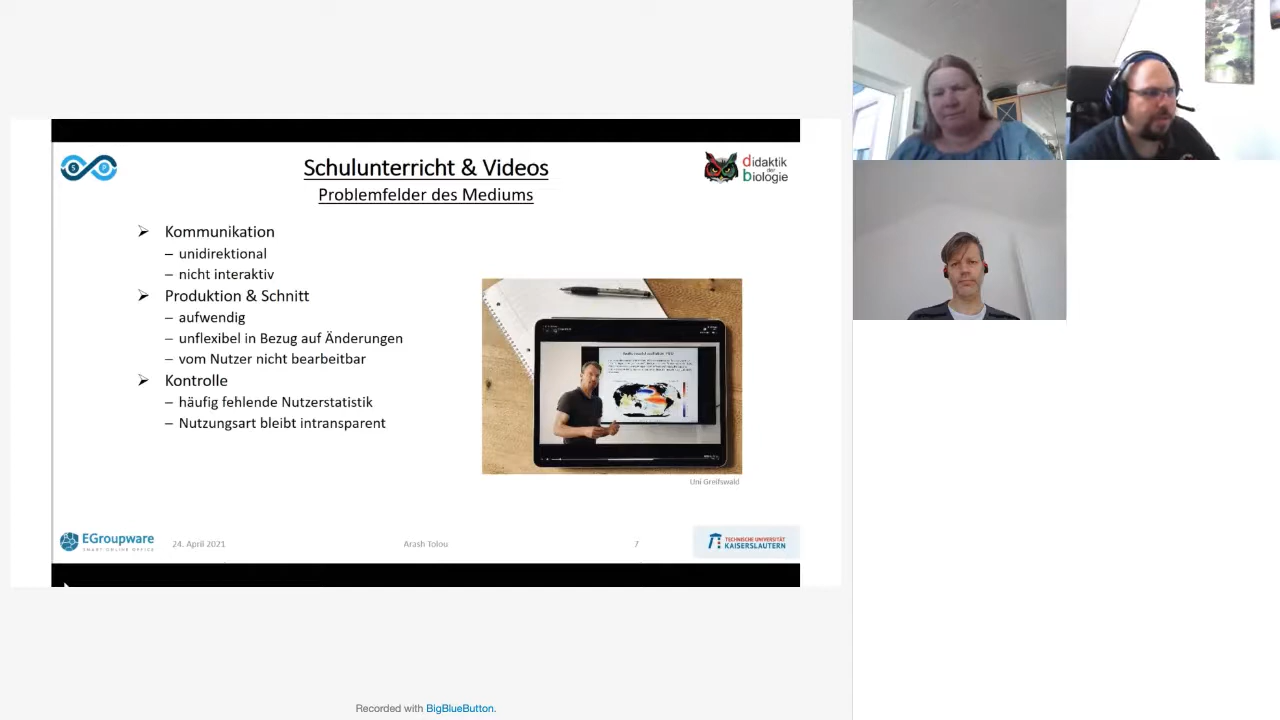 Schulunterricht & Videos
Problemfelder des Mediums
didaktik
der
biologie
Kommunikation
– unidirektional
– nicht interaktiv
Produktion & Schnitt
– aufwendig
– unflexibel in Bezug auf Änderungen
– vom Nutzer nicht bearbeitbar
Kontrolle
– häufig fehlende Nutzerstatistik
– Nutzungsart bleibt intransparent
Uni Greifswald
EGroupware
SMART ONLINE OFFICE
24. April 2021
Arash Tolou
7
TECHNISCHE UNIVERSITÄT
KAISERSLAUTERN
Recorded with BigBlueButton.